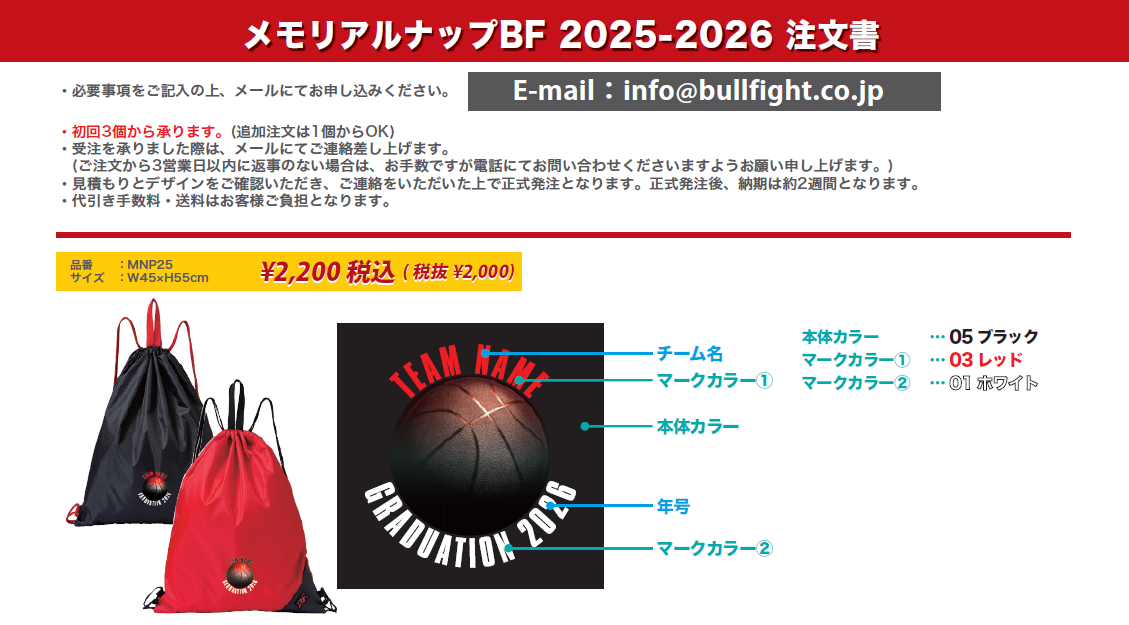 メモリアルナップBF 2025-2026 注文書
・必要事項をご記入の上、メールにてお申し込みください。
E-mail：info@bullfight.co.jp
・初回3個から承ります。(追加注文は1個からOK)
・受注を承りました際は、メールにてご連絡差し上げます。
(ご注文から3営業日以内に返事のない場合は、お手数ですが電話にてお問い合わせくださいますようお願い申し上げます。)
・見積もりとデザインをご確認いただき、ご連絡をいただいた上で正式発注となります。正式発注後、納期は約2週間となります。
・代引き手数料・送料はお客様ご負担となります。
品番　：MNP25
サイズ　：W45×H55cm
¥2,200 税込 ( 税抜 ¥2,000)
TEAM NAME
GRADUATION 2026
チーム名
マークカラー①
本体カラー
年号
マークカラー②
本体カラー … 05 ブラック
マークカラー① … 03 レッド
マークカラー② … 01 ホワイト
TEAM NAME
GRADUATION 2026
TEAM NAME
GRADUATION 2026